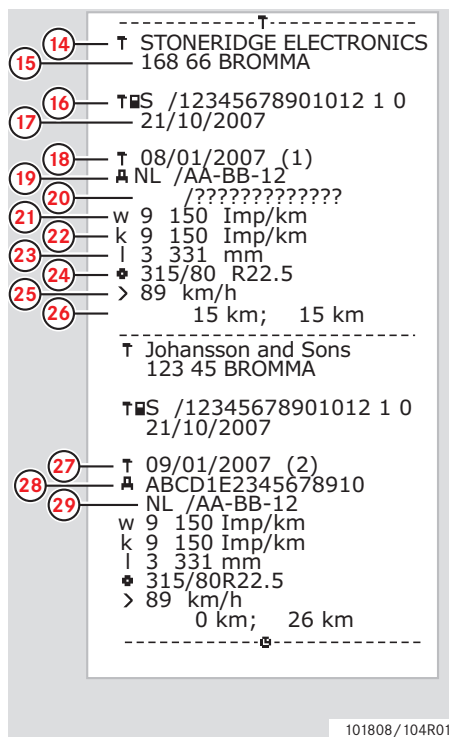 14 STONERIDGE ELECTRONICS
15 168 66 BROMMA
16 S /12345678901012 1 0
17 21/10/2007
18 08/01/2007 (1)
19 NL /AA-BB-12
20 /?????????????
21 w 9 150 Imp/km
22 k 9 150 Imp/km
23 l 3 331 mm
24 315/80 R22.5
25 > 89 km/h
26 15 km; 15 km
Johansson and Sons
123 45 BROMMA
S /12345678901012 1 0
21/10/2007
27 09/01/2007 (2)
28 ABCD1E2345678910
29 NL /AA-BB-12
w 9 150 Imp/km
k 9 150 Imp/km
l 3 331 mm
315/80R22.5
> 89 km/h
0 km; 26 km
101808/104R01